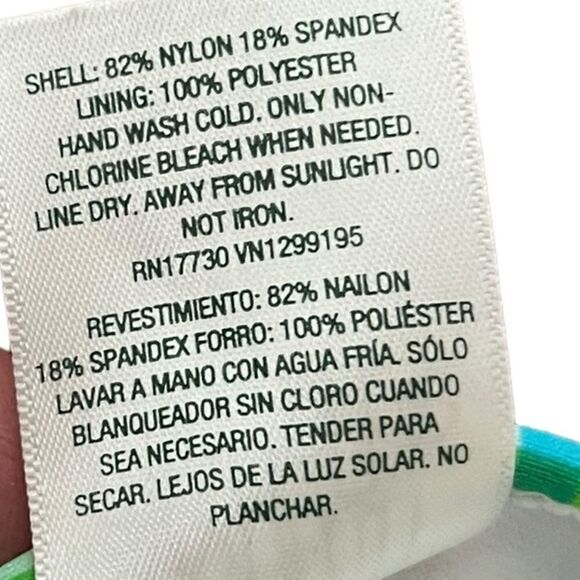 SHELL: 82% NYLON 18% SPANDEX
LINING: 100% POLYESTER
HAND WASH COLD. ONLY NON-
CHLORINE BLEACH WHEN NEEDED.
LINE DRY. AWAY FROM SUNLIGHT. DO
NOT IRON.
RN17730 VN1299195
REVESTIMIENTO: 82% NAILON
18% SPANDEX FORRO: 100% POLIÉSTER
LAVAR A MANO CON AGUA FRÍA. SÓLO
BLANQUEADOR SIN CLORO CUANDO
SEA NECESARIO. TENDER PARA
SECAR. LEJOS DE LA LUZ SOLAR. NO
PLANCHAR.